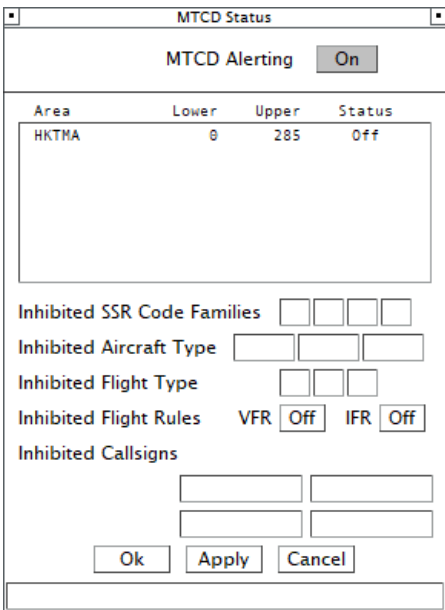 MTCD Status
MTCD Alerting On
Area Lower Upper Status
HKTMA 0 285 Off
Inhibited SSR Code Families
Inhibited Aircraft Type
Inhibited Flight Type
Inhibited Flight Rules VFR Off IFR Off
Inhibited Callsigns
Ok Apply Cancel